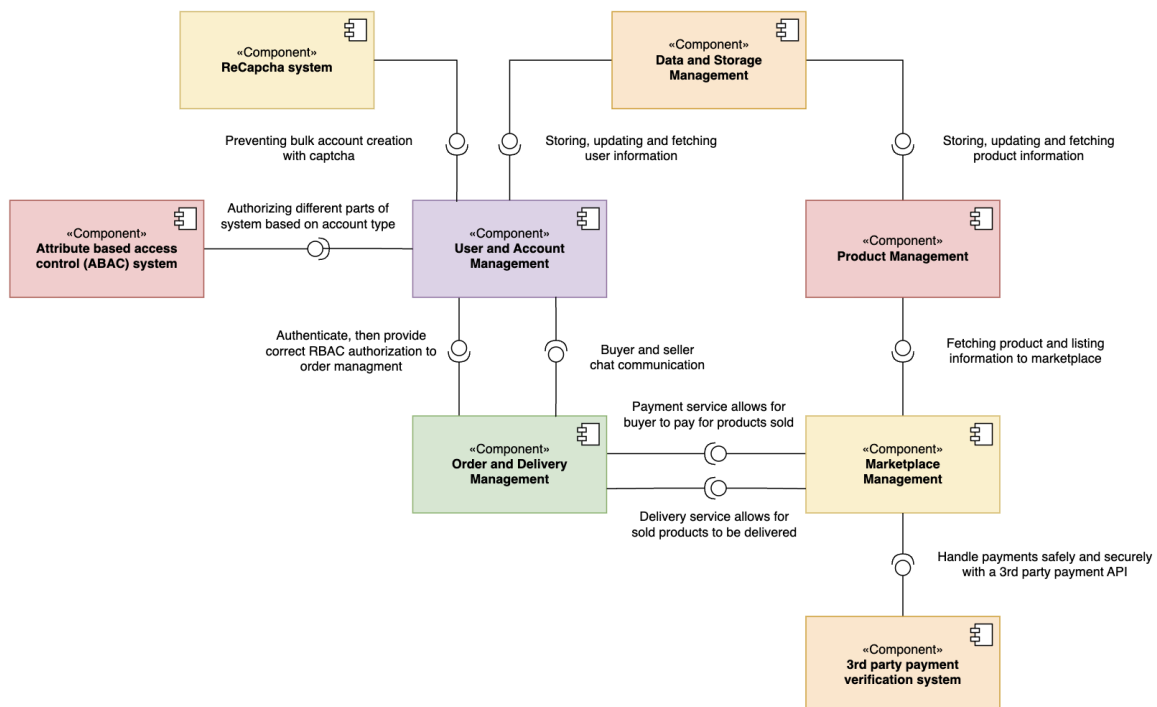 «Component»
ReCapcha system
«Component»
Data and Storage
Management
Preventing bulk account creation
with captcha
Storing, updating and fetching
user information
Storing, updating and fetching
product information
«Component»
Attribute based access
control (ABAC) system
Authorizing different parts of
system based on account type
«Component»
User and Account
Management
«Component»
Product Management
Authenticate, then provide
correct RBAC authorization to
order managment
Buyer and seller
chat communication
Fetching product and listing
information to marketplace
Payment service allows for
buyer to pay for products sold
«Component»
Order and Delivery
Management
«Component»
Marketplace
Management
Delivery service allows for
sold products to be delivered
Handle payments safely and securely
with a 3rd party payment API
«Component»
3rd party payment
verification system